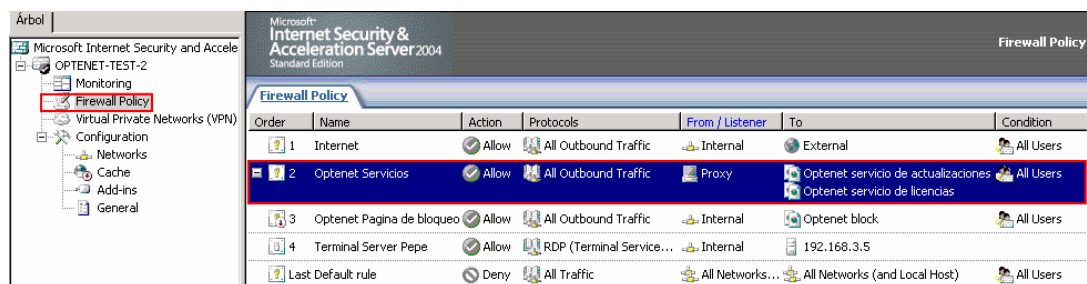 Árbol
Microsoft Internet Security and Accele
OPTENET-TEST-2
Monitoring
Firewall Policy
Virtual Private Networks (VPN)
Configuration
Networks
Cache
Add-ins
General
Microsoft
Internet Security &
Acceleration Server 2004
Standard Edition
Firewall Policy
Firewall Policy
Order Name Action Protocols From / Listener To Condition
1 Internet Allow All Outbound Traffic Internal External All Users
2 Optenet Servicios Allow All Outbound Traffic Proxy Optenet servicio de actualizaciones All Users
Optenet servicio de licencias
3 Optenet Pagina de bloqueo Allow All Outbound Traffic Internal Optenet block All Users
4 Terminal Server Pepe Allow RDP (Terminal Service... Internal 192.168.3.5
Last Default rule Deny All Traffic All Networks... All Networks (and Local Host) All Users